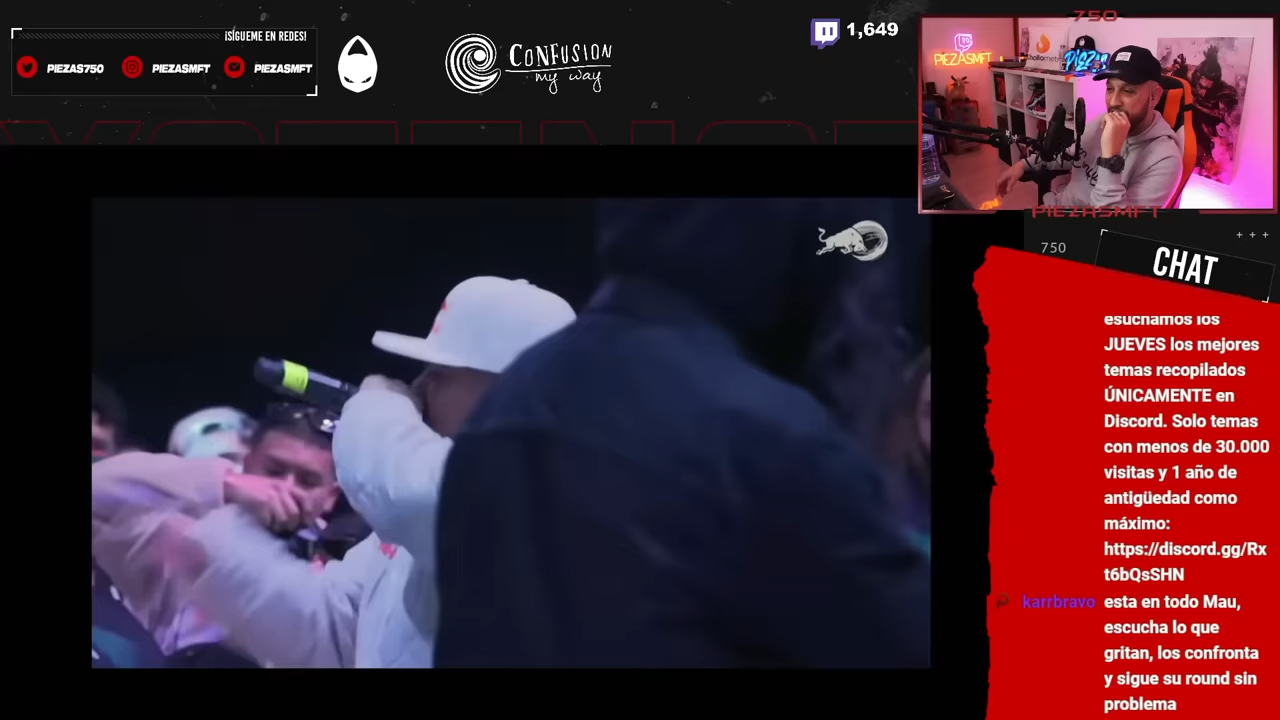 ¡SÍGUEME EN REDES!
PIEZAS750
PIEZASMFT
PIEZASMFT
CONFUSION
my way
1,649
750
PIEZASMFT
PIEZAS
PIEZASMFT
750
CHAT
esuchamos los
JUEVES los mejores
temas recopilados
ÚNICAMENTE en
Discord. Solo temas
con menos de 30.000
visitas y 1 año de
antigüedad como
máximo:
https://discord.gg/Rx
t6bQsSHN
karrbravo esta en todo Mau,
escucha lo que
gritan, los confronta
y sigue su round sin
problema